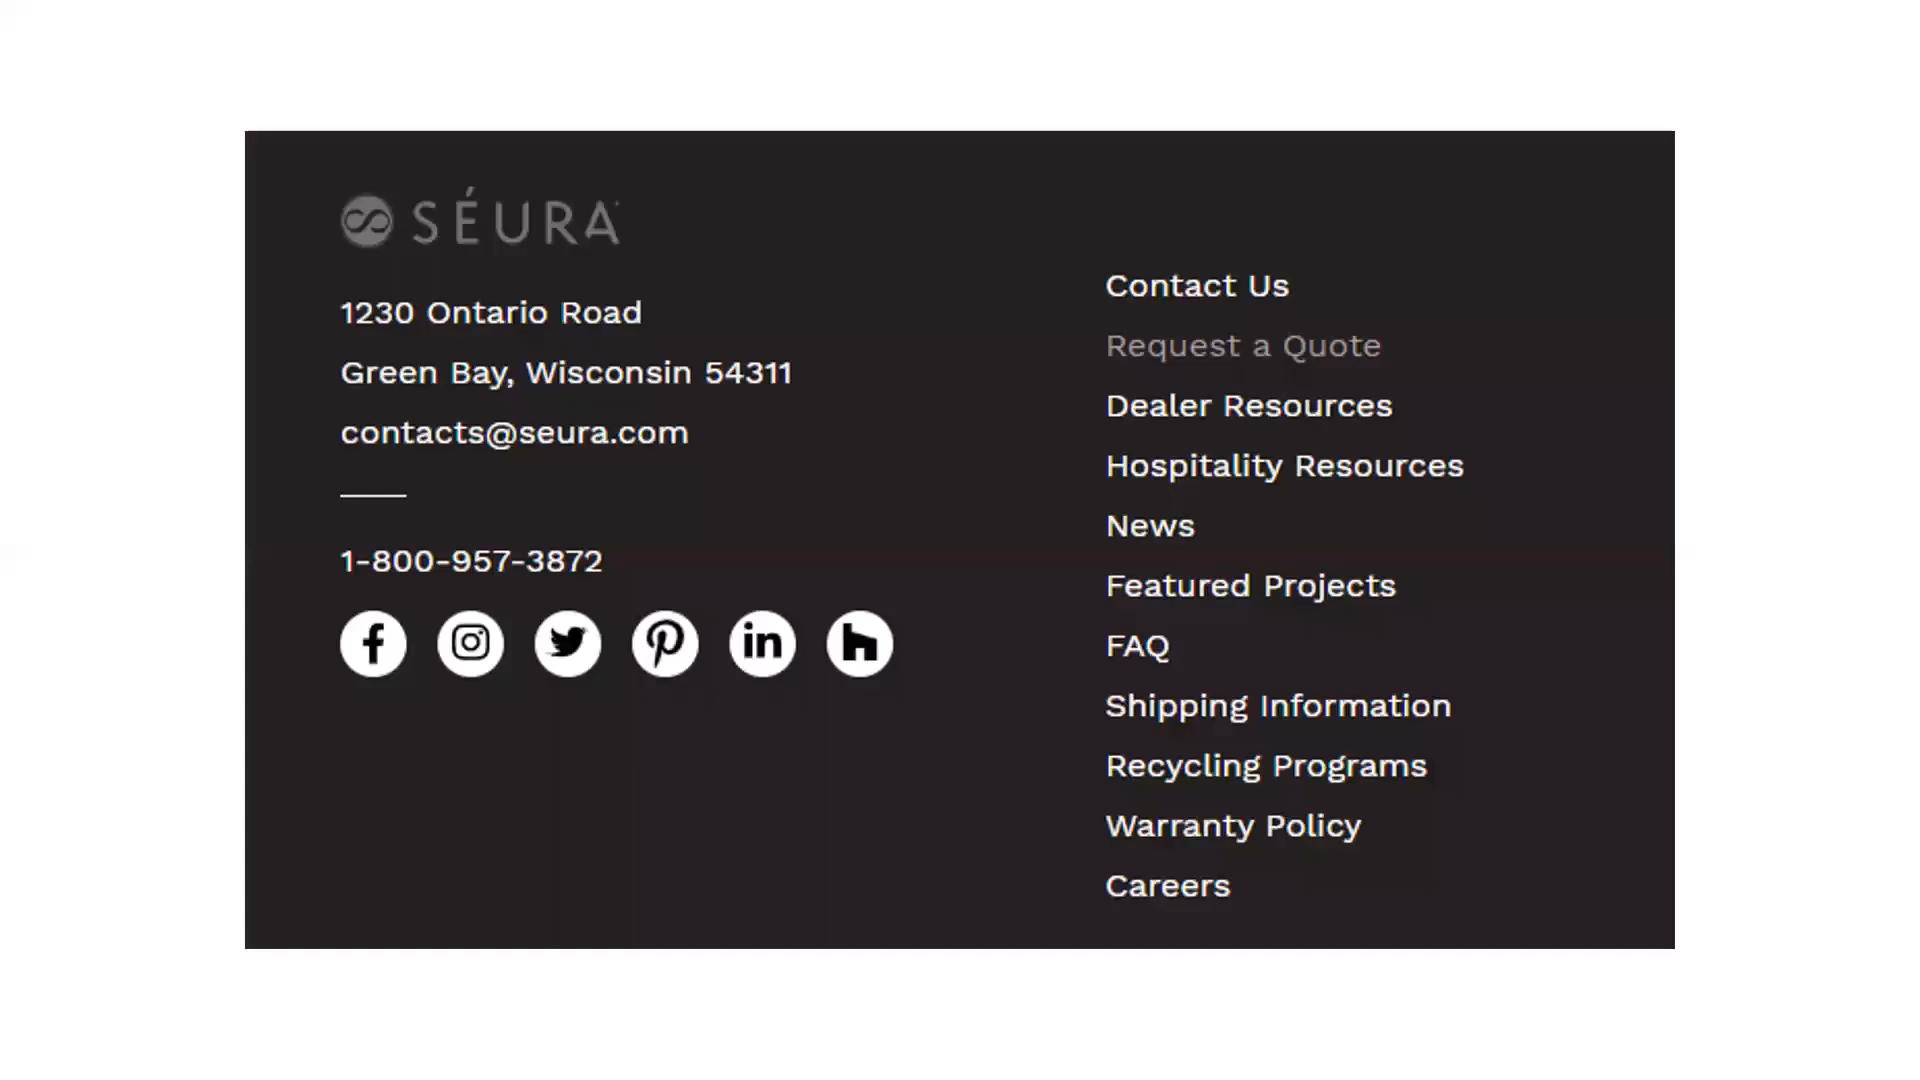 SÉURA
1230 Ontario Road
Green Bay, Wisconsin 54311
contacts@seura.com
1-800-957-3872
Contact Us
Request a Quote
Dealer Resources
Hospitality Resources
News
Featured Projects
FAQ
Shipping Information
Recycling Programs
Warranty Policy
Careers